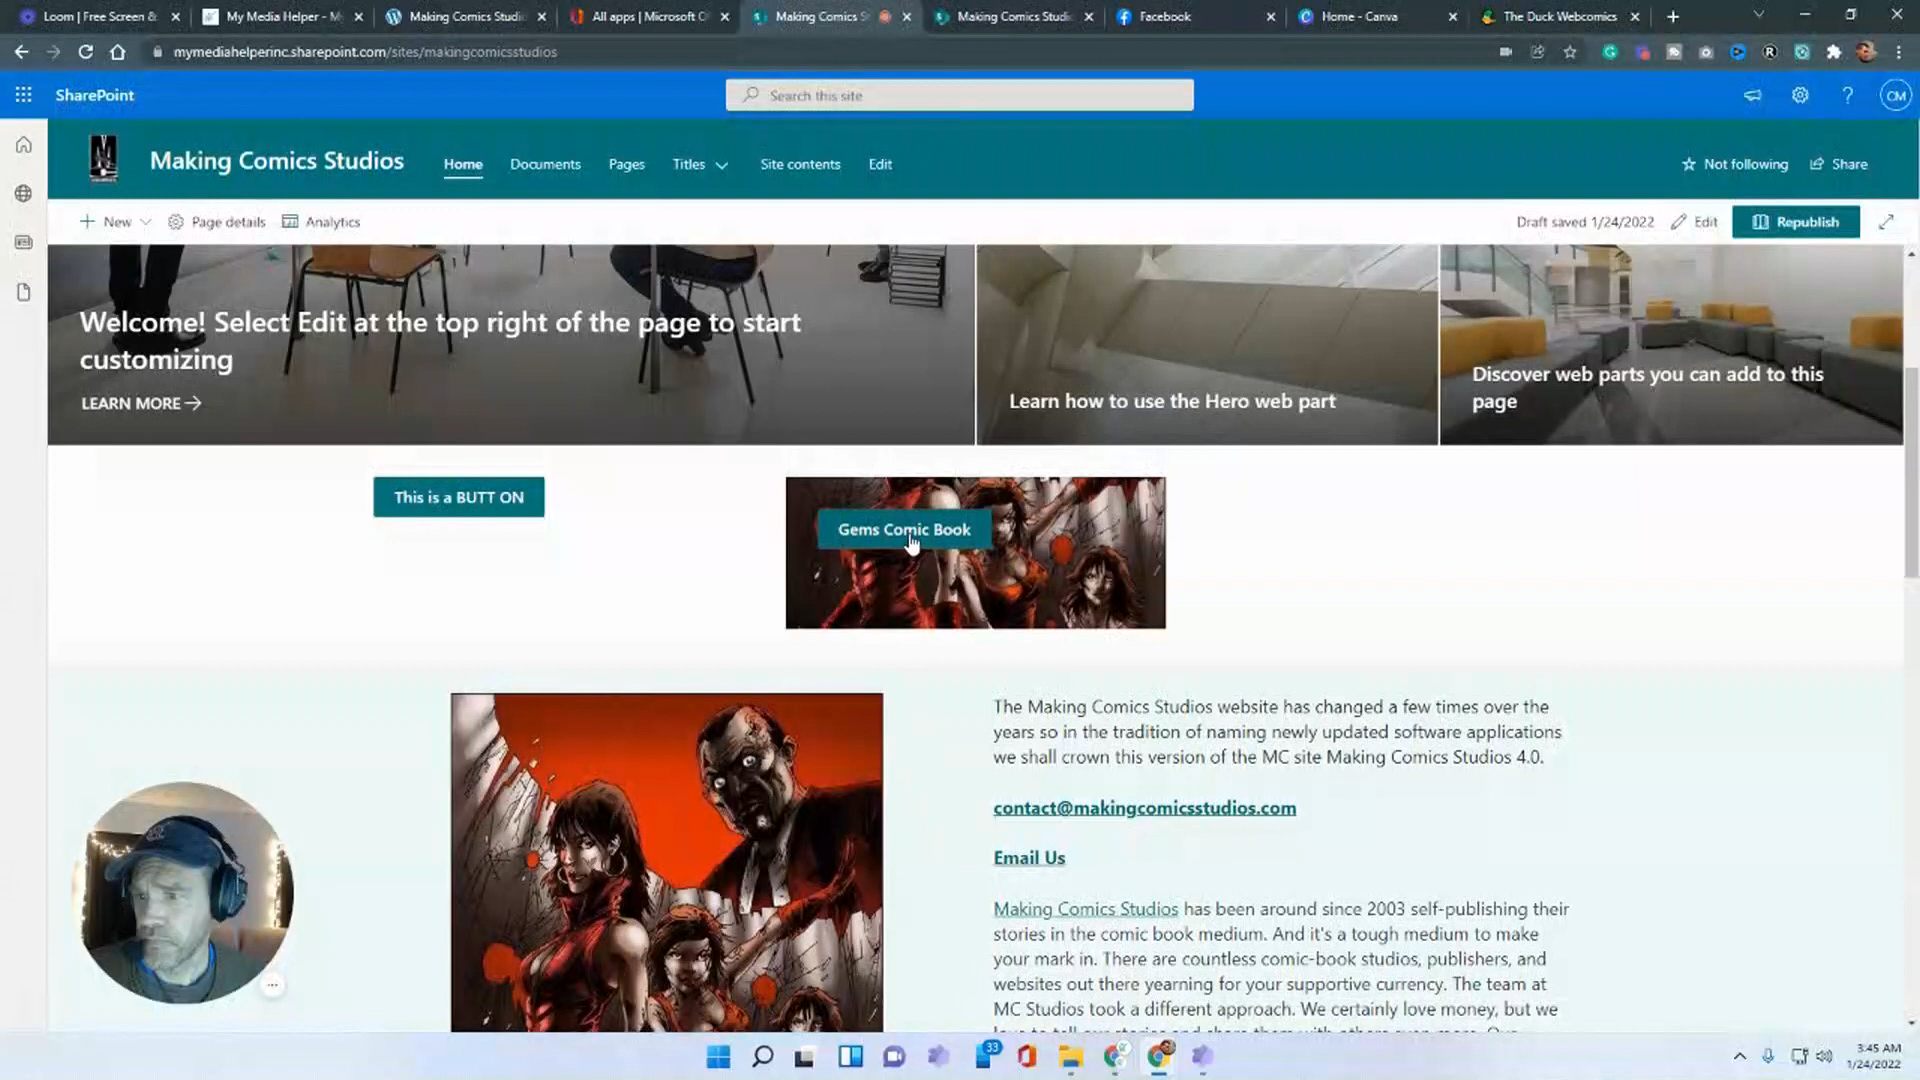 Loom | Free Screen &
My Media Helper - M
Making Comics Studi
All apps | Microsoft O
Making Comics S
Making Comics Studi
Facebook
Home - Canva
The Duck Webcomics
mymediahelperinc.sharepoint.com/sites/makingcomicsstudios
SharePoint
Search this site
CM
Making Comics Studios
Home
Documents
Pages
Titles
Site contents
Edit
Not following
Share
New
Page details
Analytics
Draft saved 1/24/2022
Edit
Republish
Welcome! Select Edit at the top right of the page to start
customizing
LEARN MORE
Learn how to use the Hero web part
Discover web parts you can add to this
page
This is a BUTT ON
Gems Comic Book
The Making Comics Studios website has changed a few times over the
years so in the tradition of naming newly updated software applications
we shall crown this version of the MC site Making Comics Studios 4.0.
contact@makingcomicsstudios.com
Email Us
Making Comics Studios has been around since 2003 self-publishing their
stories in the comic book medium. And it's a tough medium to make
your mark in. There are countless comic-book studios, publishers, and
websites out there yearning for your supportive currency. The team at
MC Studios took a different approach. We certainly love money, but we
33
3:45 AM
1/24/2022